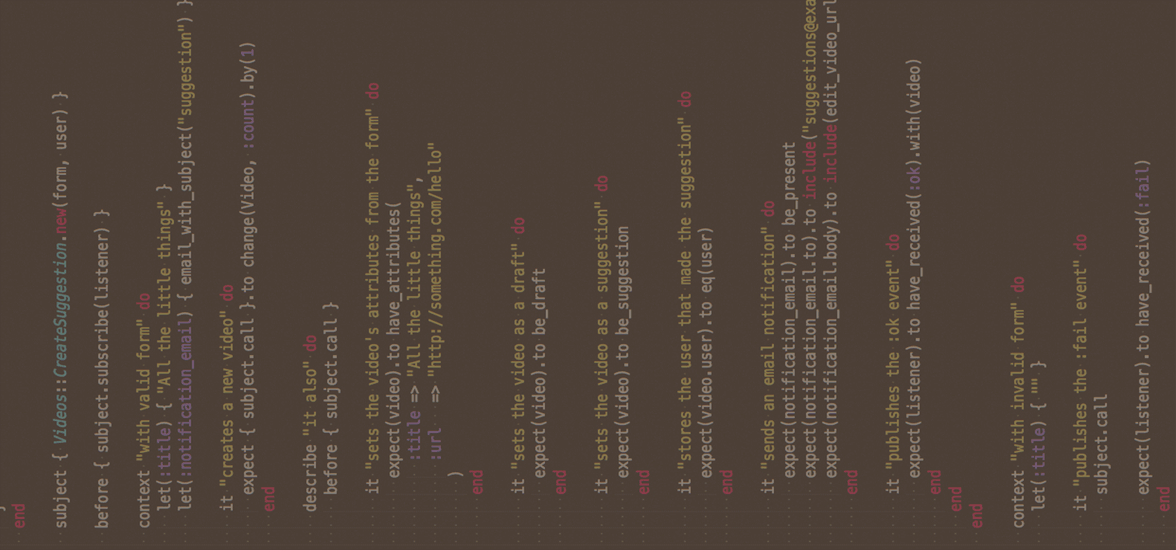 }
end
subject { Videos::CreateSuggestion.new(form, user) }
before { subject.subscribe(listener) }
context "with valid form" do
let(:title) { "All the little things" }
let(:notification_email) { email_with_subject("suggestion") }
it "creates a new video" do
expect { subject.call }.to change(Video, :count).by(1)
end
describe "it also" do
before { subject.call }
it "sets the video's attributes from the form" do
expect(video).to have_attributes(
:title => "All the little things",
:url => "http://something.com/hello"
)
end
it "sets the video as a draft" do
expect(video).to be_draft
end
it "sets the video as a suggestion" do
expect(video).to be_suggestion
end
it "stores the user that made the suggestion" do
expect(video.user).to eq(user)
end
it "sends an email notification" do
expect(notification_email).to be_present
expect(notification_email.to).to include("suggestions@exa
expect(notification_email.body).to include(edit_video_url
end
it "publishes the :ok event" do
expect(listener).to have_received(:ok).with(video)
end
end
end
context "with invalid form" do
let(:title) { "" }
it "publishes the :fail event" do
subject.call
expect(listener).to have_received(:fail)
end